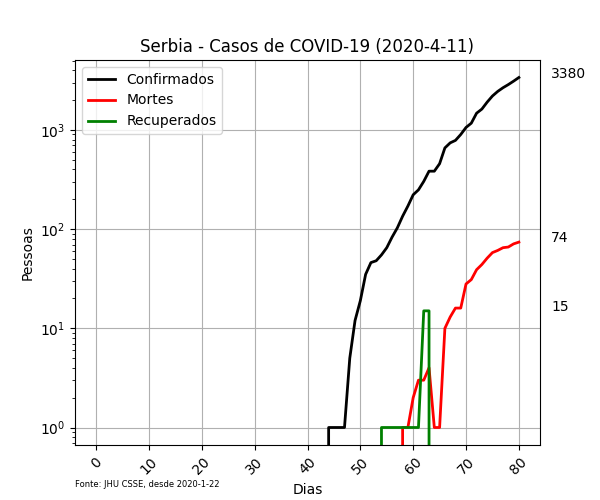 Serbia - Casos de COVID-19 (2020-4-11)
Confirmados
Mortes
Recuperados
3380
74
15
Pessoas
10³
10²
10¹
10⁰
0 10 20 30 40 50 60 70 80
Dias
Fonte: JHU CSSE, desde 2020-1-22